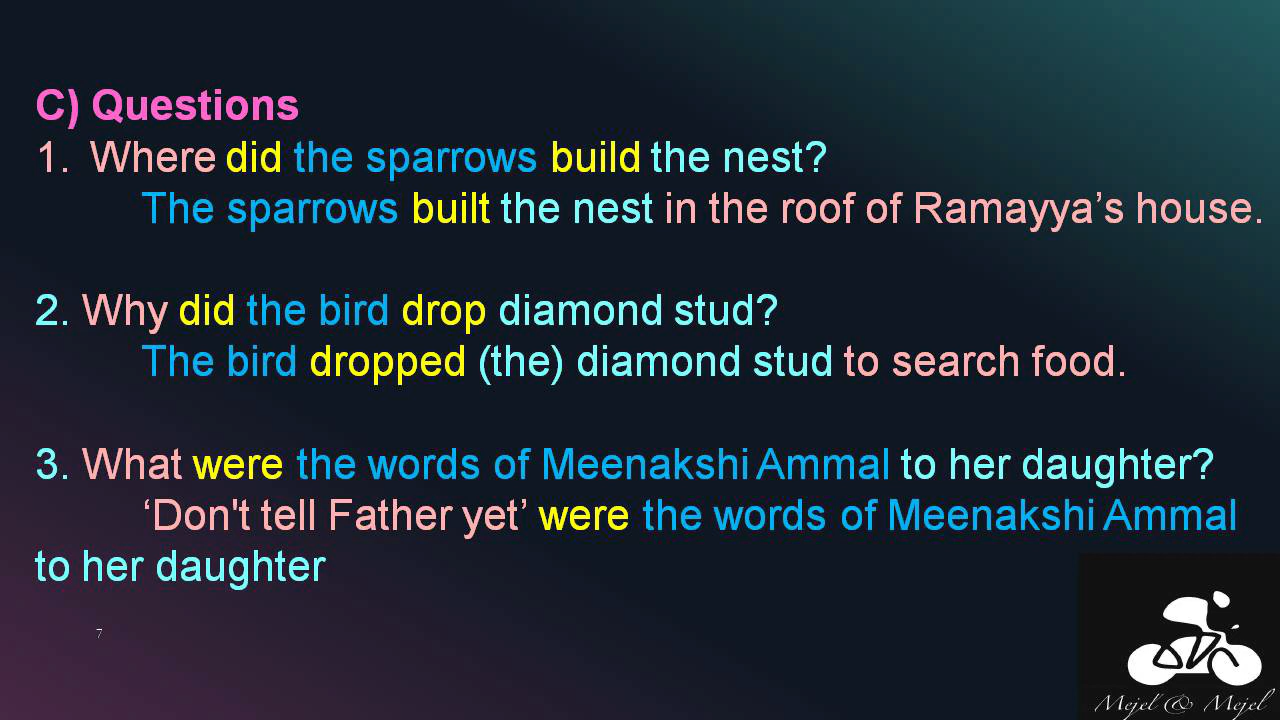 C) Questions
1. Where did the sparrows build the nest?
The sparrows built the nest in the roof of Ramayya’s house.
2. Why did the bird drop diamond stud?
The bird dropped (the) diamond stud to search food.
3. What were the words of Meenakshi Ammal to her daughter?
‘Don't tell Father yet’ were the words of Meenakshi Ammal
to her daughter
7
Mejel & Mejel